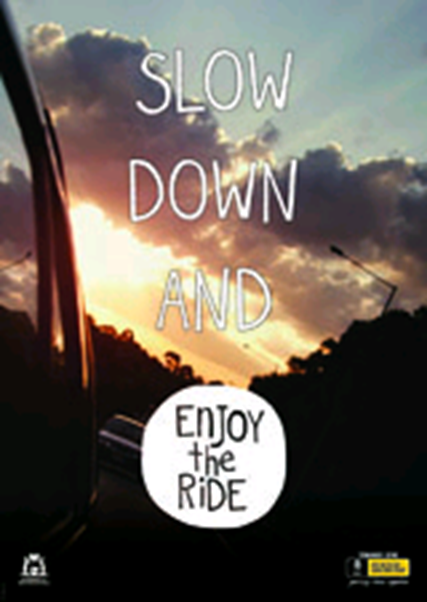 SLOW
DOWN
AND
ENJOY
the
RiDE